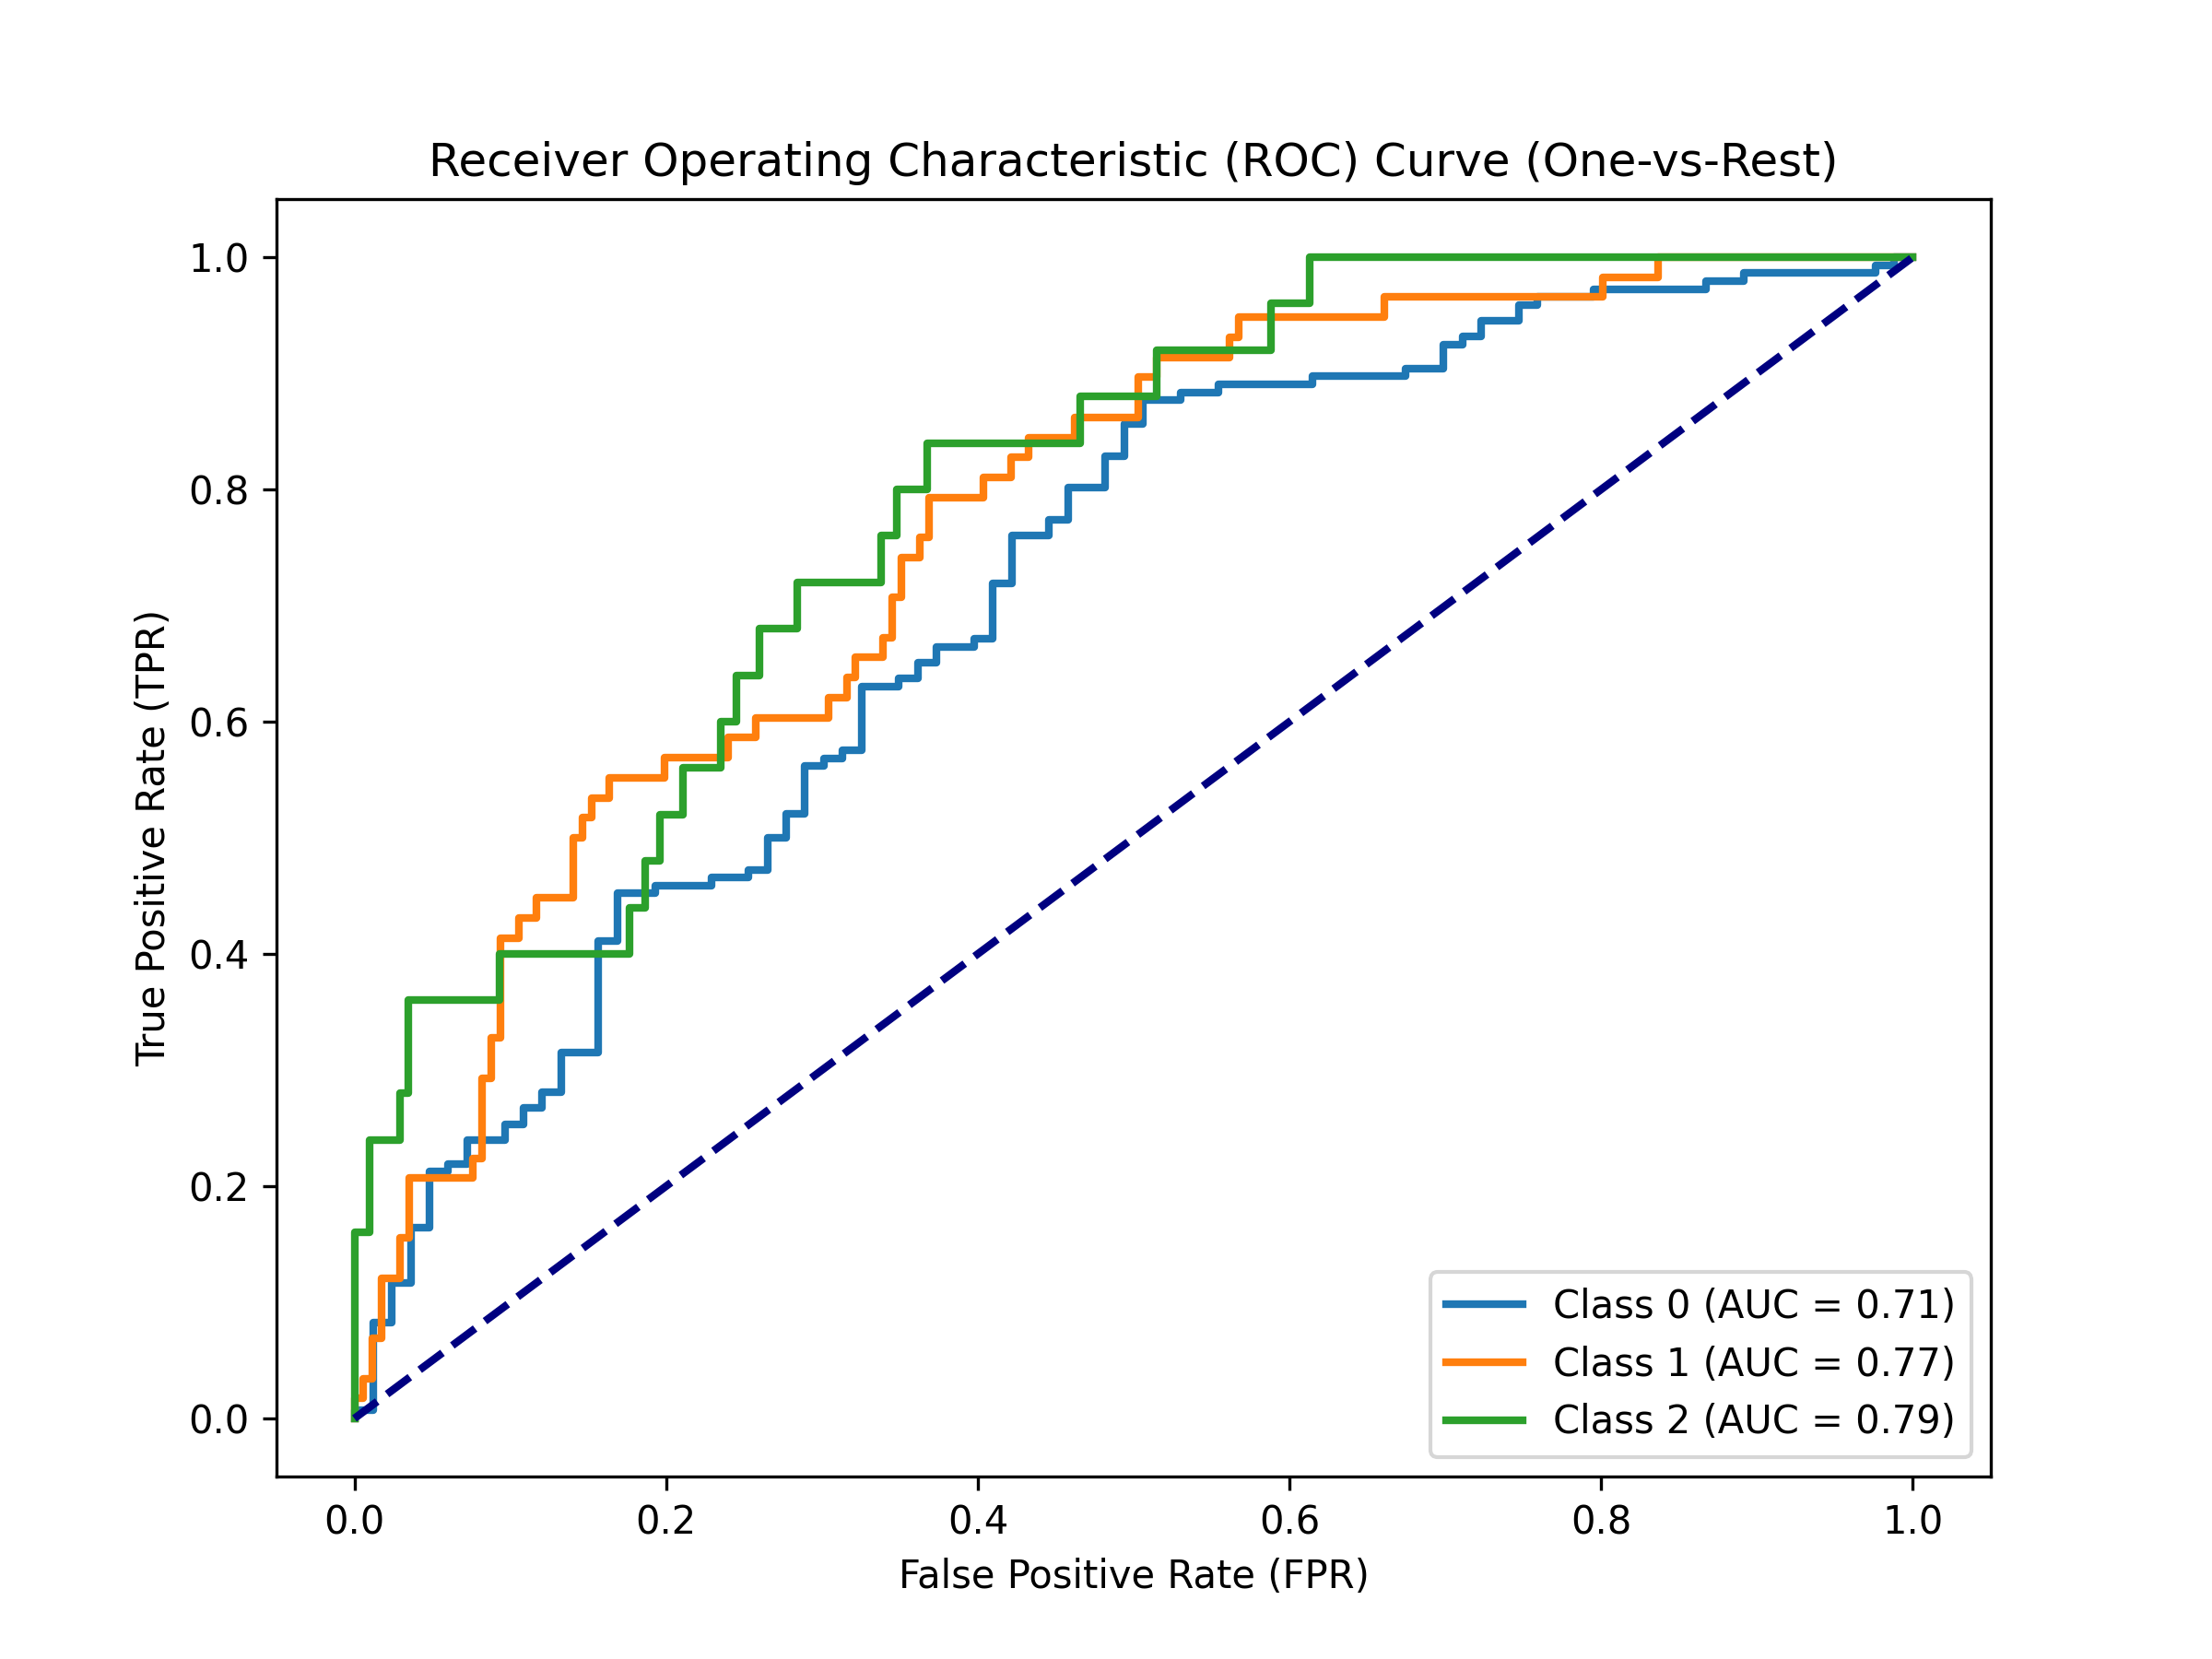 Receiver Operating Characteristic (ROC) Curve (One-vs-Rest)
True Positive Rate (TPR)
1.0
0.8
0.6
0.4
0.2
0.0
Class 0 (AUC = 0.71)
Class 1 (AUC = 0.77)
Class 2 (AUC = 0.79)
0.0 0.2 0.4 0.6 0.8 1.0
False Positive Rate (FPR)